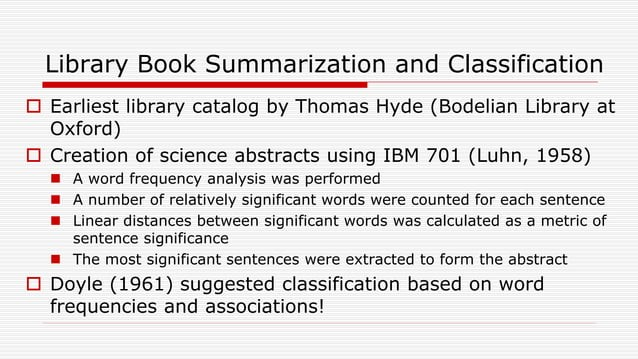 Library Book Summarization and Classification
Earliest library catalog by Thomas Hyde (Bodelian Library at
Oxford)
Creation of science abstracts using IBM 701 (Luhn, 1958)
A word frequency analysis was performed
A number of relatively significant words were counted for each sentence
Linear distances between significant words was calculated as a metric of
sentence significance
The most significant sentences were extracted to form the abstract
Doyle (1961) suggested classification based on word
frequencies and associations!